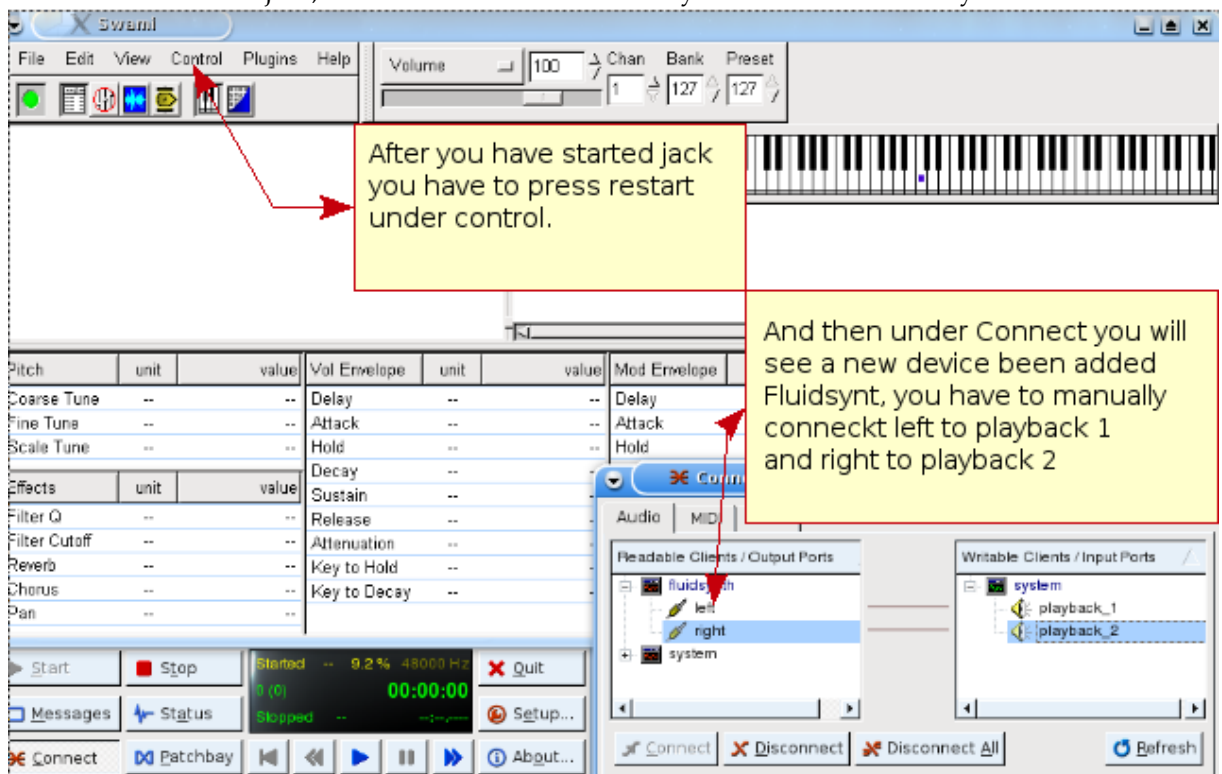 Swami
File Edit View Control Plugins Help
Volume 100 Chan Bank Preset
1 127 127
After you have started jack
you have to press restart
under control.
And then under Connect you will
see a new device been added
Fluidsynt, you have to manually
conneckt left to playback 1
and right to playback 2
Pitch unit value Vol Envelope unit value Mod Envelope
Coarse Tune -- -- Delay -- -- Delay
Fine Tune -- -- Attack -- -- Attack
Scale Tune -- -- Hold -- -- Hold
Decay --
Effects unit value Sustain --
Filter Q -- -- Release --
Filter Cutoff -- -- Attenuation --
Reverb -- -- Key to Hold --
Chorus -- -- Key to Decay --
Pan -- --
Audio MIDI
Readable Clients / Output Ports Writable Clients / Input Ports
fluidsynth system
left playback_1
right playback_2
system
Start Stop Started -- 9.2 % 48000 Hz Quit
0 (0) 00:00:00
Messages Status Stopped -- --:--.---- Setup...
Connect Patchbay About...
Connect Disconnect Disconnect All Refresh